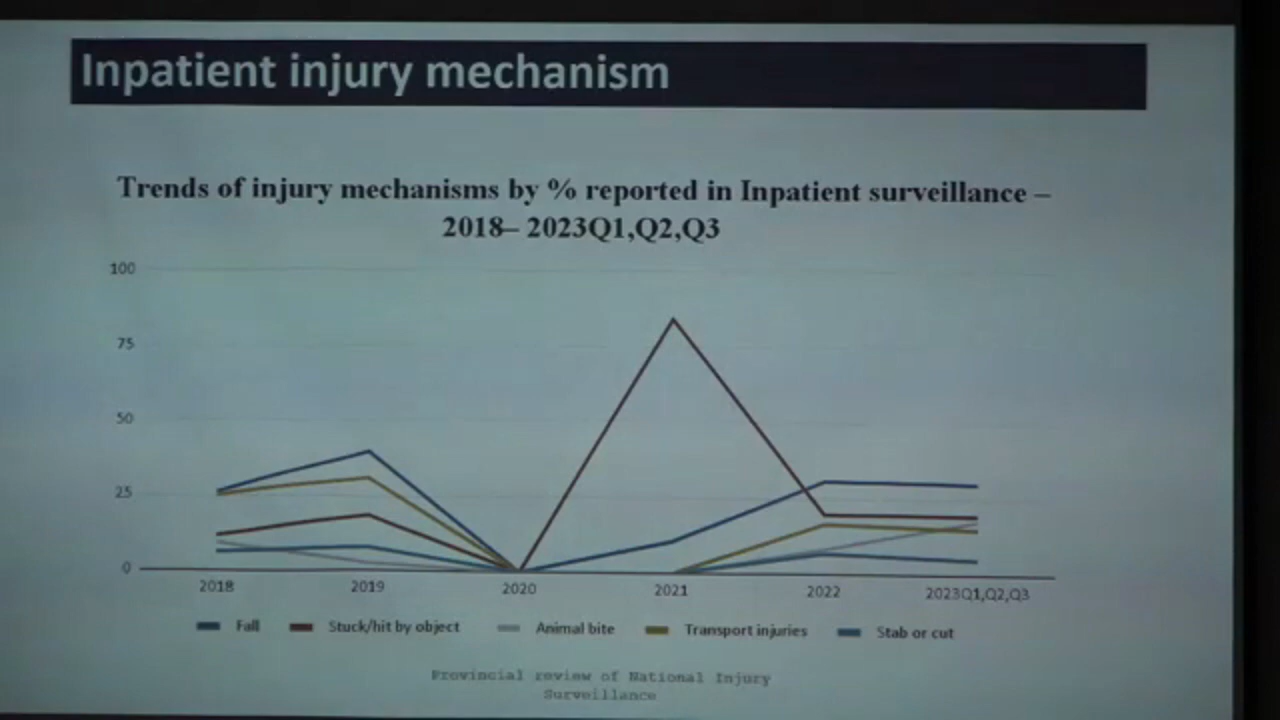 Inpatient injury mechanism
Trends of injury mechanisms by % reported in Inpatient surveillance –
2018– 2023Q1,Q2,Q3
100
75
50
25
0
2018 2019 2020 2021 2022 2023Q1,Q2,Q3
Fall Stuck/hit by object Animal bite Transport injuries Stab or cut
Provincial review of National Injury
Surveillance